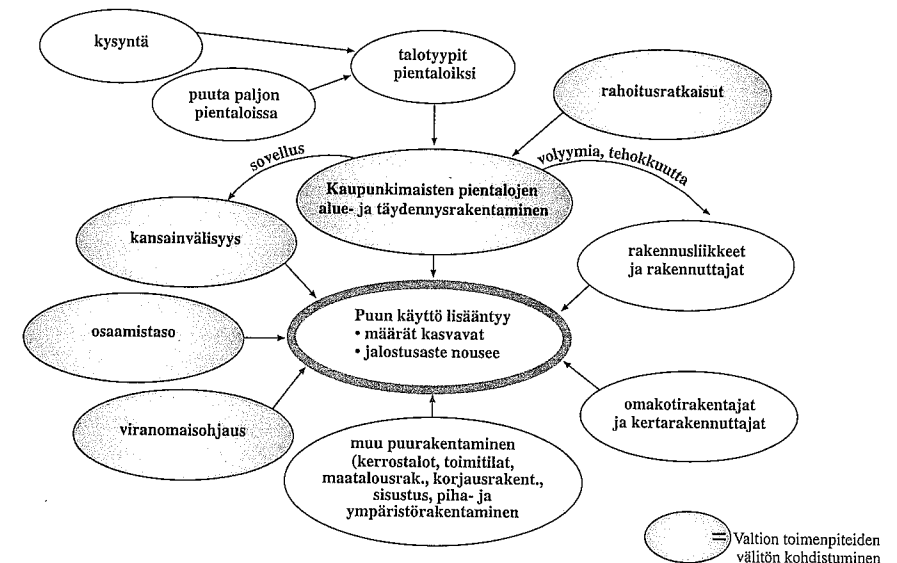 kysyntä
talotyypit
pientaloiksi
puuta paljon
pientaloissa
rahoitusratkaisut
sovellus
volyymia, tehokkuutta
Kaupunkimaisten pientalojen
alue- ja täydennysrakentaminen
kansainvälisyys
rakennusliikkeet
ja rakennuttajat
Puun käyttö lisääntyy
• määrät kasvavat
• jalostusaste nousee
osaamistaso
viranomaisohjaus
omakotirakentajat
ja kertarakennuttajat
muu puurakentaminen
(kerrostalot, toimitilat,
maatalousrak., korjausrakent.,
sisustus, piha- ja
ympäristörakentaminen
= Valtion toimenpiteiden
välitön kohdistuminen